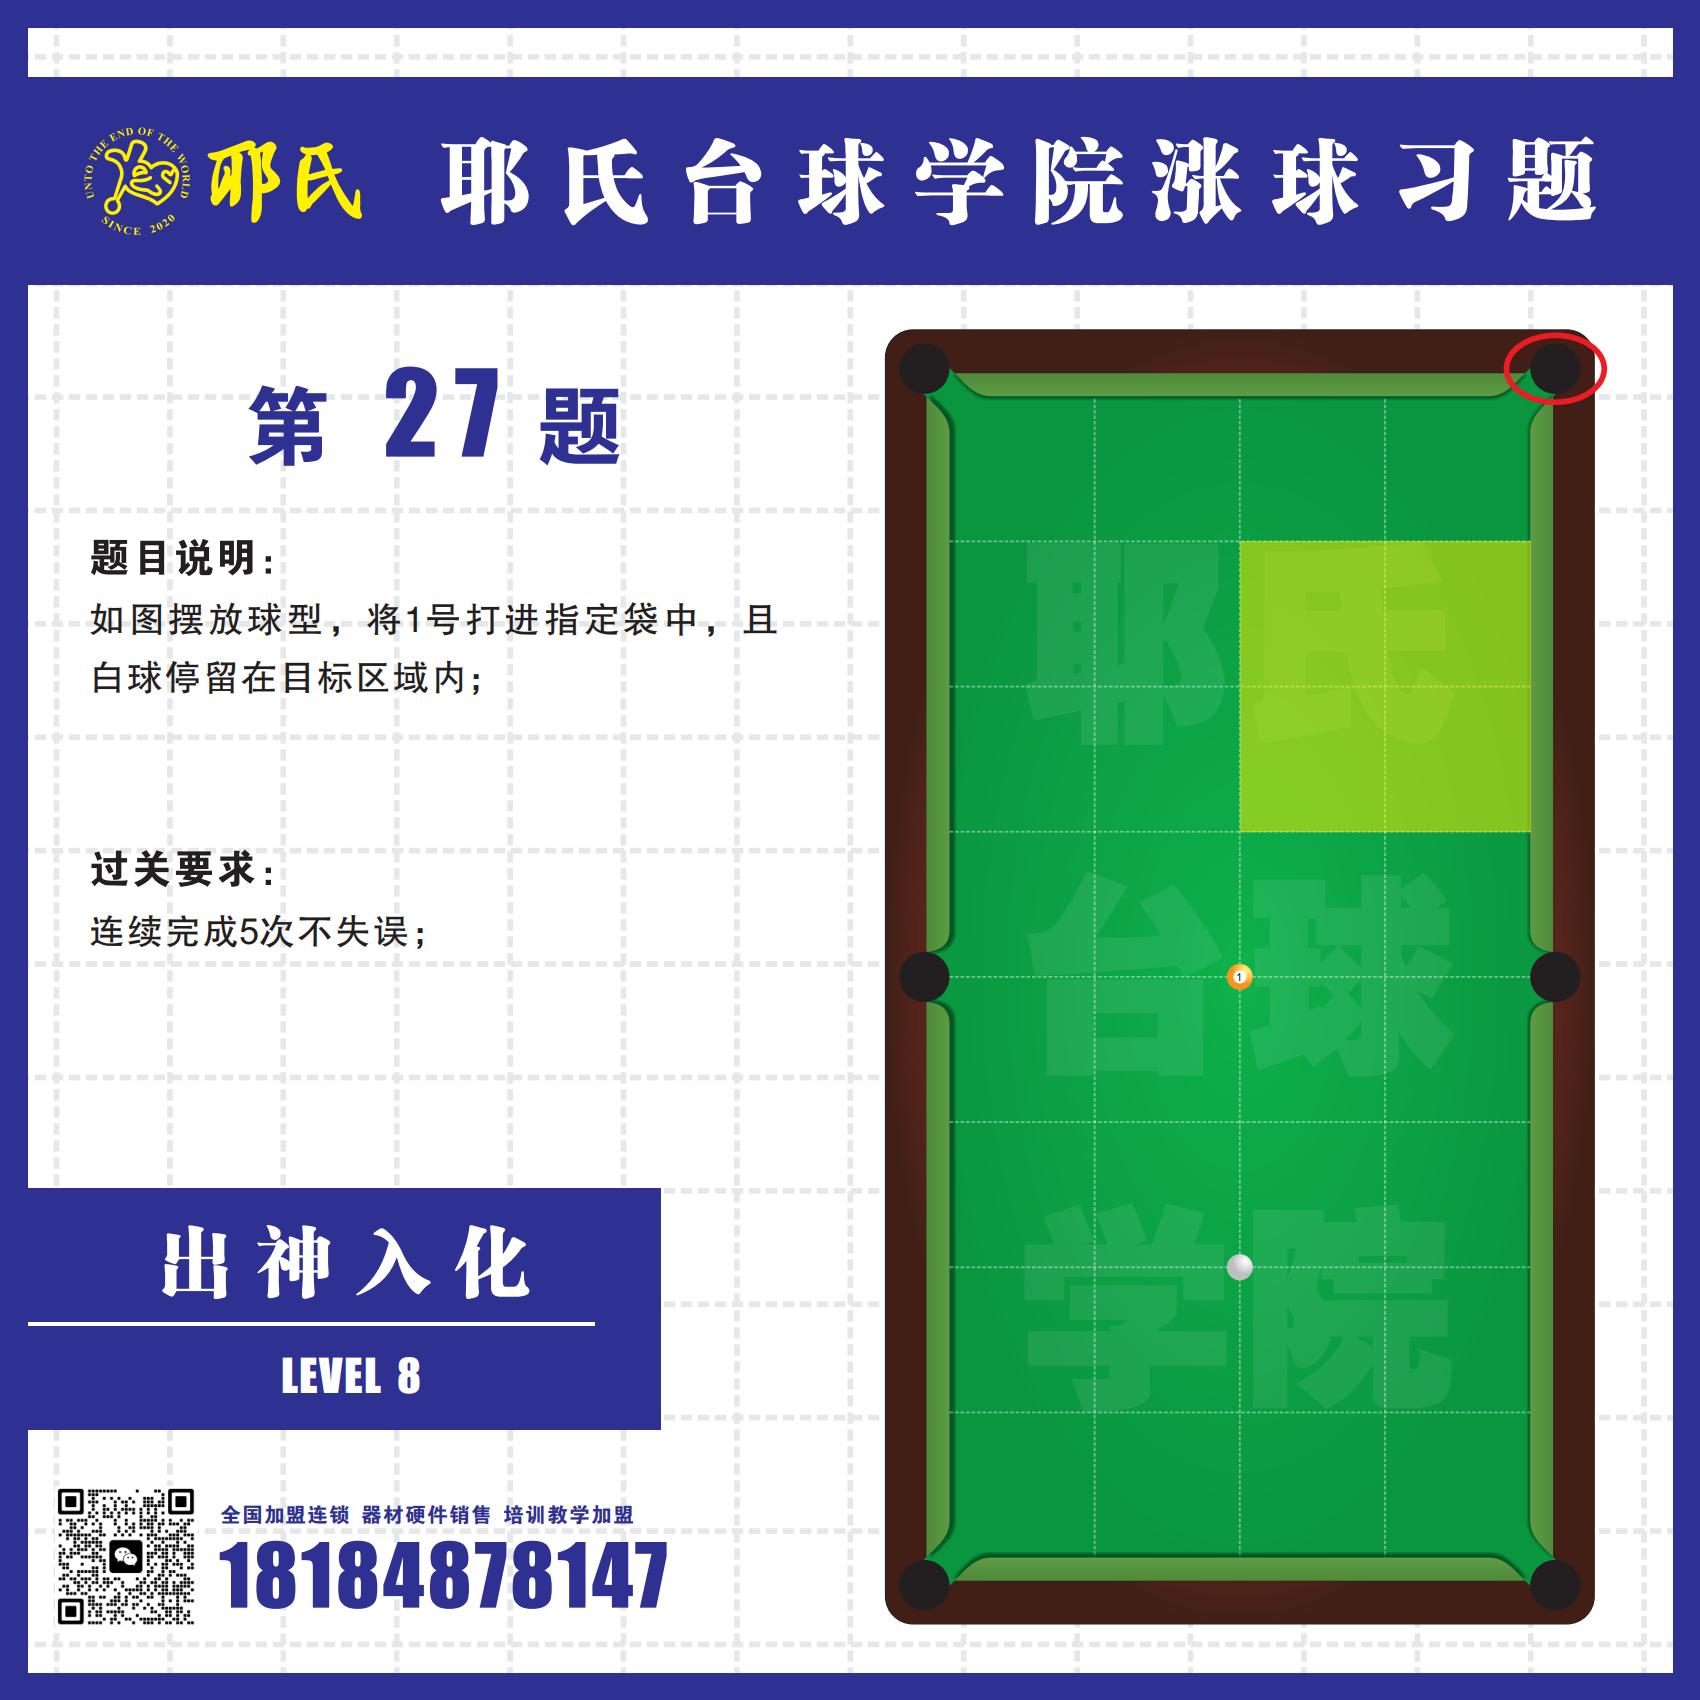 UNTO THE END OF THE WORLD
SINCE 2020
耶氏
耶氏台球学院涨球习题
第 27 题
题目说明：
如图摆放球型，将1号打进指定袋中，且
白球停留在目标区域内；
过关要求：
连续完成5次不失误；
耶氏
台球
1
学院
出神入化
LEVEL 8
全国加盟连锁 器材硬件销售 培训教学加盟
18184878147